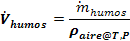 V̇humos = ṁhumos / ρaire@T,P